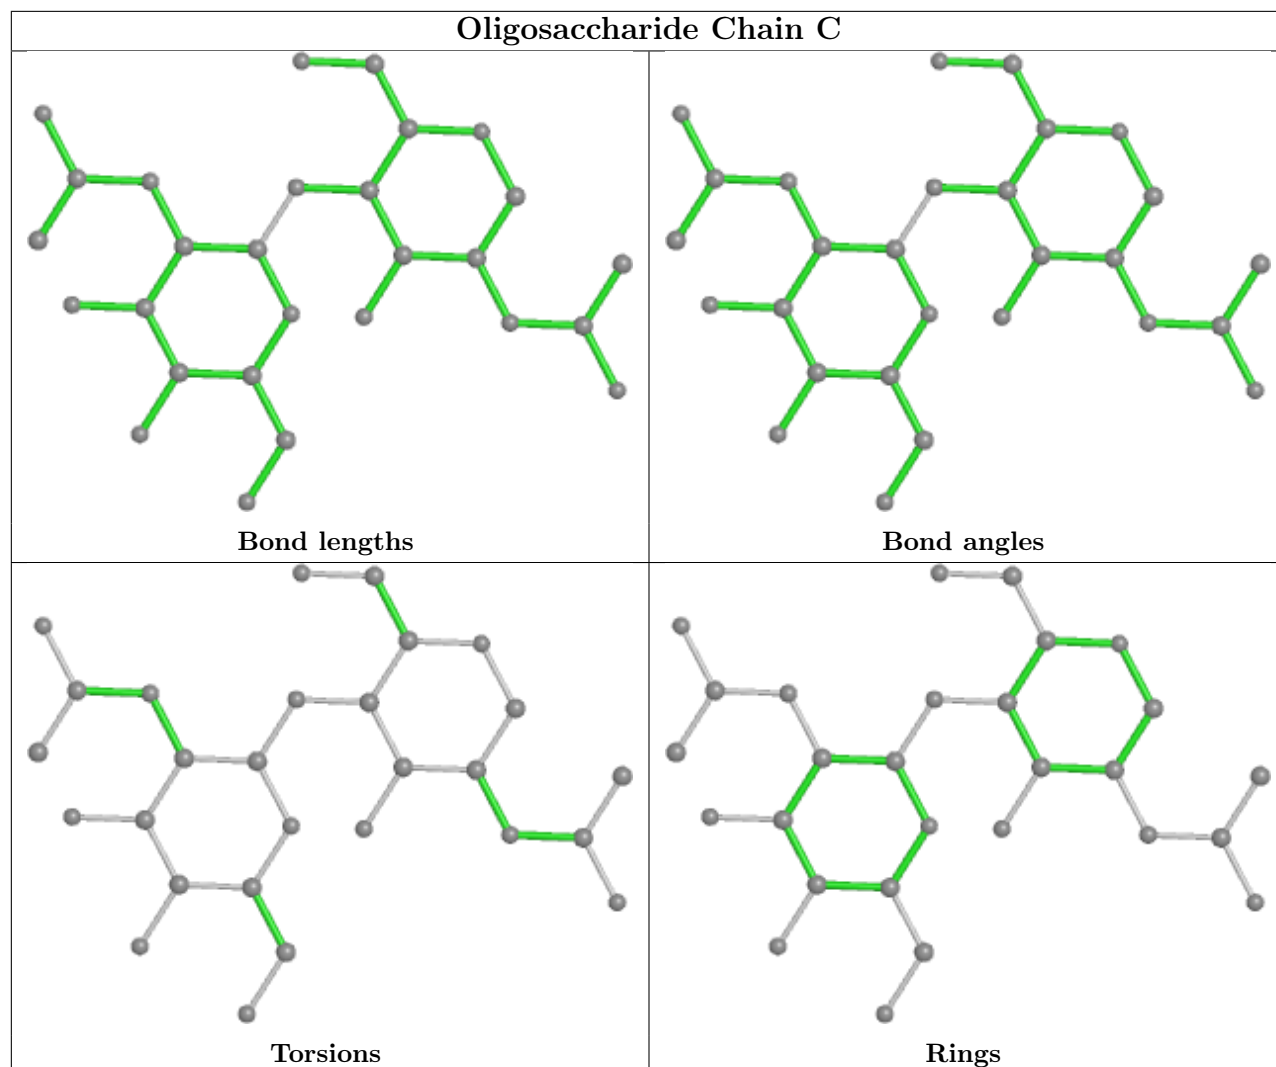 Oligosaccharide Chain C
Bond lengths
Bond angles
Torsions
Rings